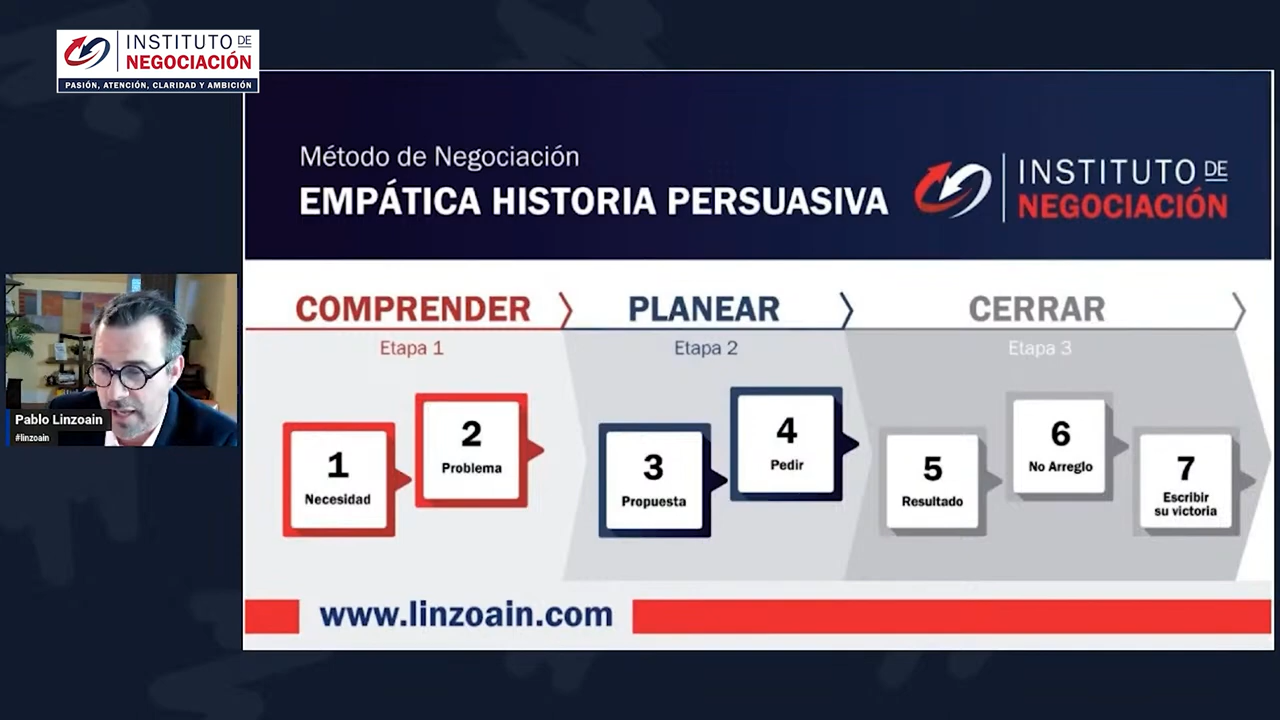 INSTITUTO DE
NEGOCIACIÓN
PASIÓN, ATENCIÓN, CLARIDAD Y AMBICIÓN
Método de Negociación
EMPÁTICA HISTORIA PERSUASIVA
INSTITUTO DE
NEGOCIACIÓN
COMPRENDER
Etapa 1
PLANEAR
Etapa 2
CERRAR
Etapa 3
1
Necesidad
2
Problema
3
Propuesta
4
Pedir
5
Resultado
6
No Arreglo
7
Escribir
su victoria
Pablo Linzoain
#linzoain
www.linzoain.com